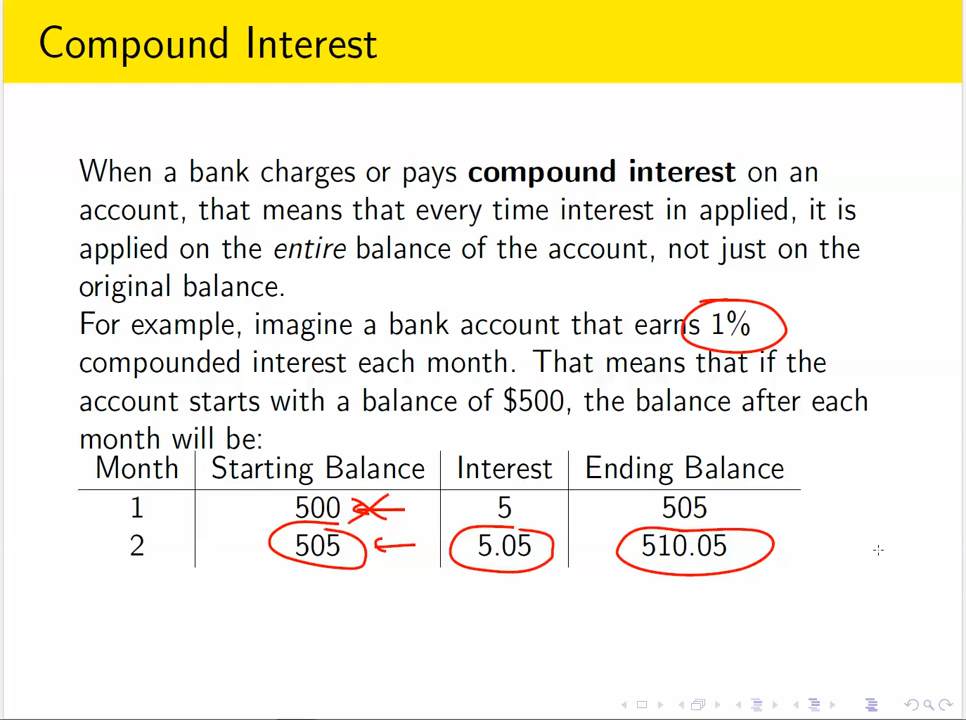 Compound Interest
When a bank charges or pays compound interest on an
account, that means that every time interest in applied, it is
applied on the entire balance of the account, not just on the
original balance.
For example, imagine a bank account that earns 1%
compounded interest each month. That means that if the
account starts with a balance of $500, the balance after each
month will be:
Month Starting Balance Interest Ending Balance
1 500 5 505
2 505 5.05 510.05